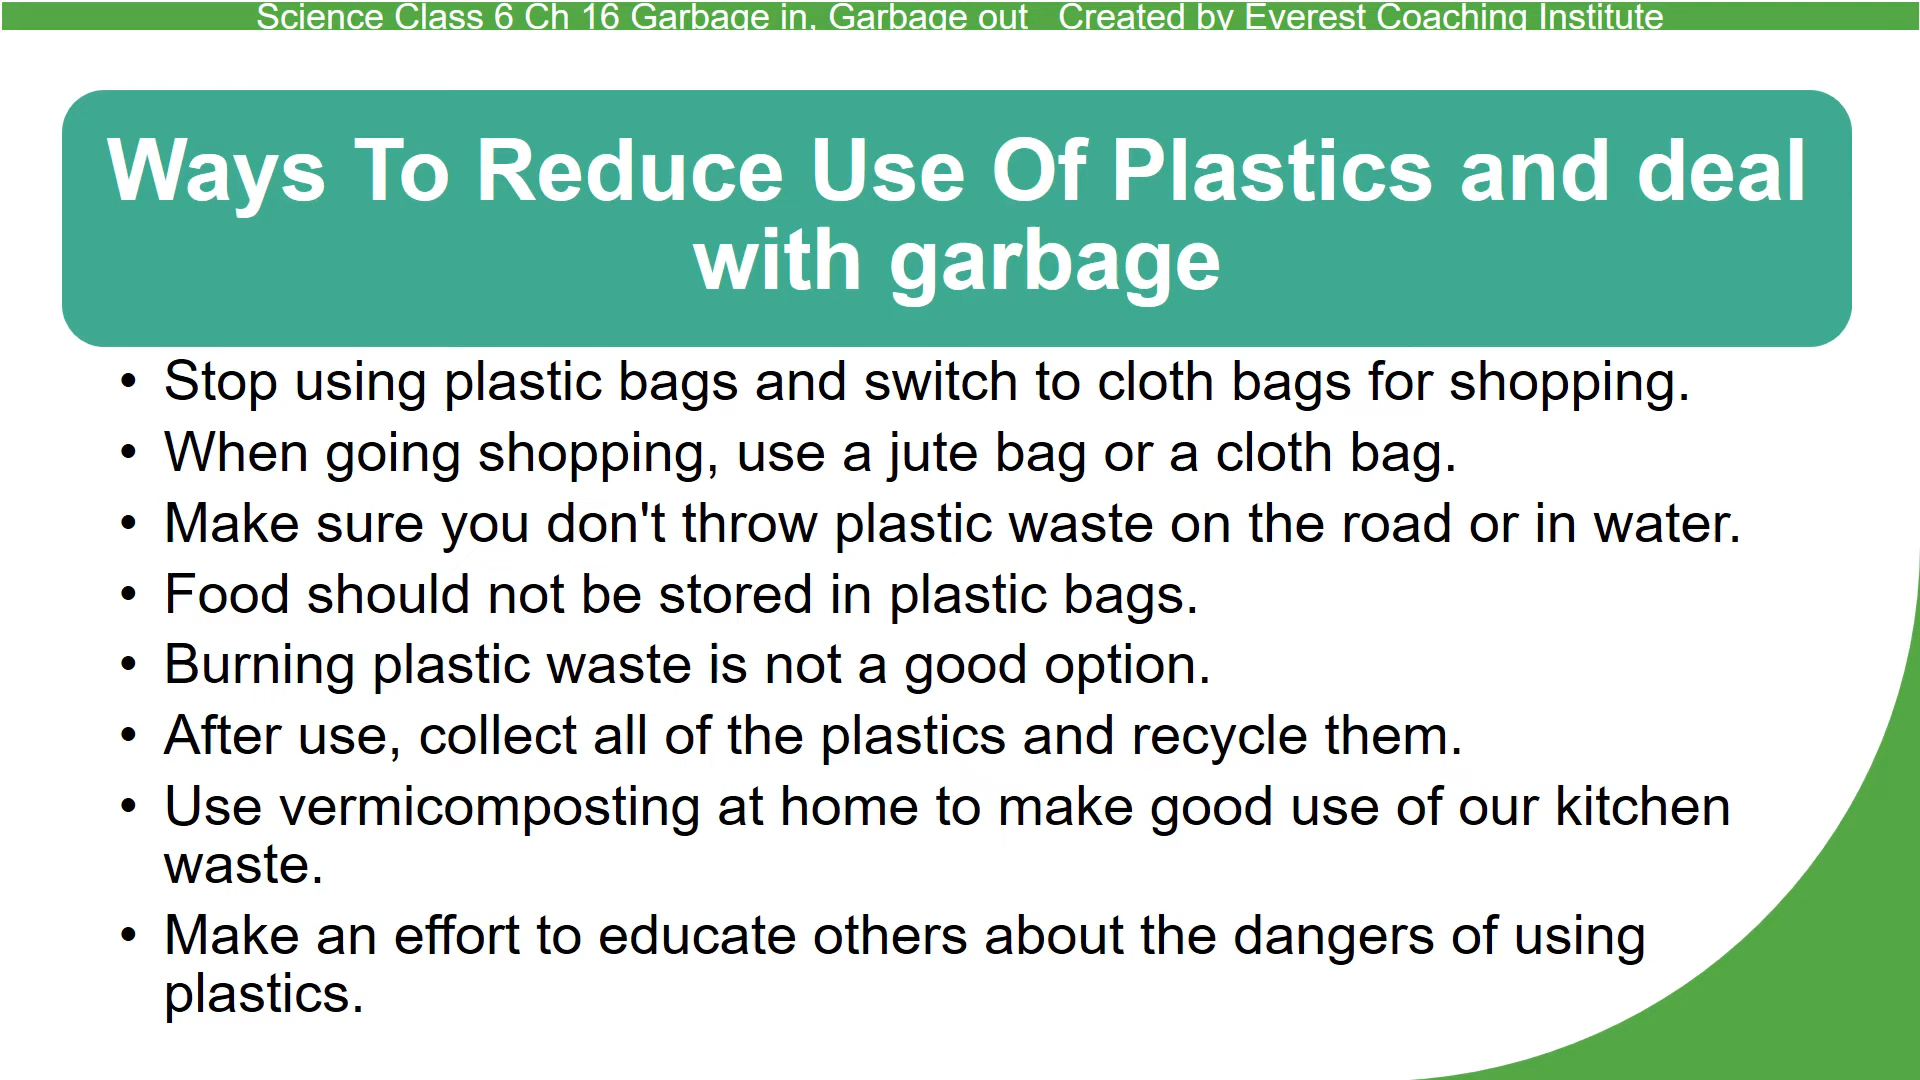 Science Class 6 Ch 16 Garbage in, Garbage out   Created by Everest Coaching Institute
Ways To Reduce Use Of Plastics and deal
with garbage
• Stop using plastic bags and switch to cloth bags for shopping.
• When going shopping, use a jute bag or a cloth bag.
• Make sure you don't throw plastic waste on the road or in water.
• Food should not be stored in plastic bags.
• Burning plastic waste is not a good option.
• After use, collect all of the plastics and recycle them.
• Use vermicomposting at home to make good use of our kitchen
waste.
• Make an effort to educate others about the dangers of using
plastics.